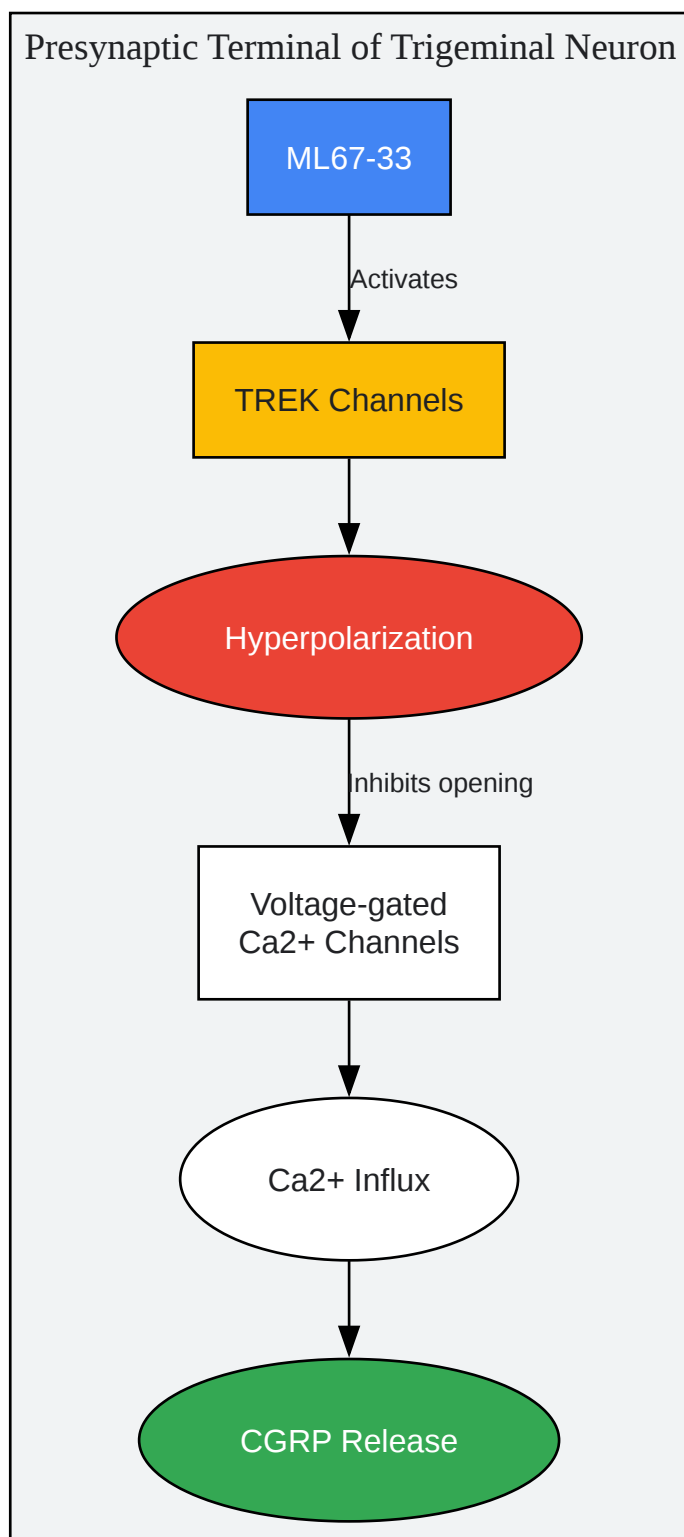 Presynaptic Terminal of Trigeminal Neuron
ML67-33
Activates
TREK Channels
Hyperpolarization
Inhibits opening
Voltage-gated
Ca2+ Channels
Ca2+ Influx
CGRP Release